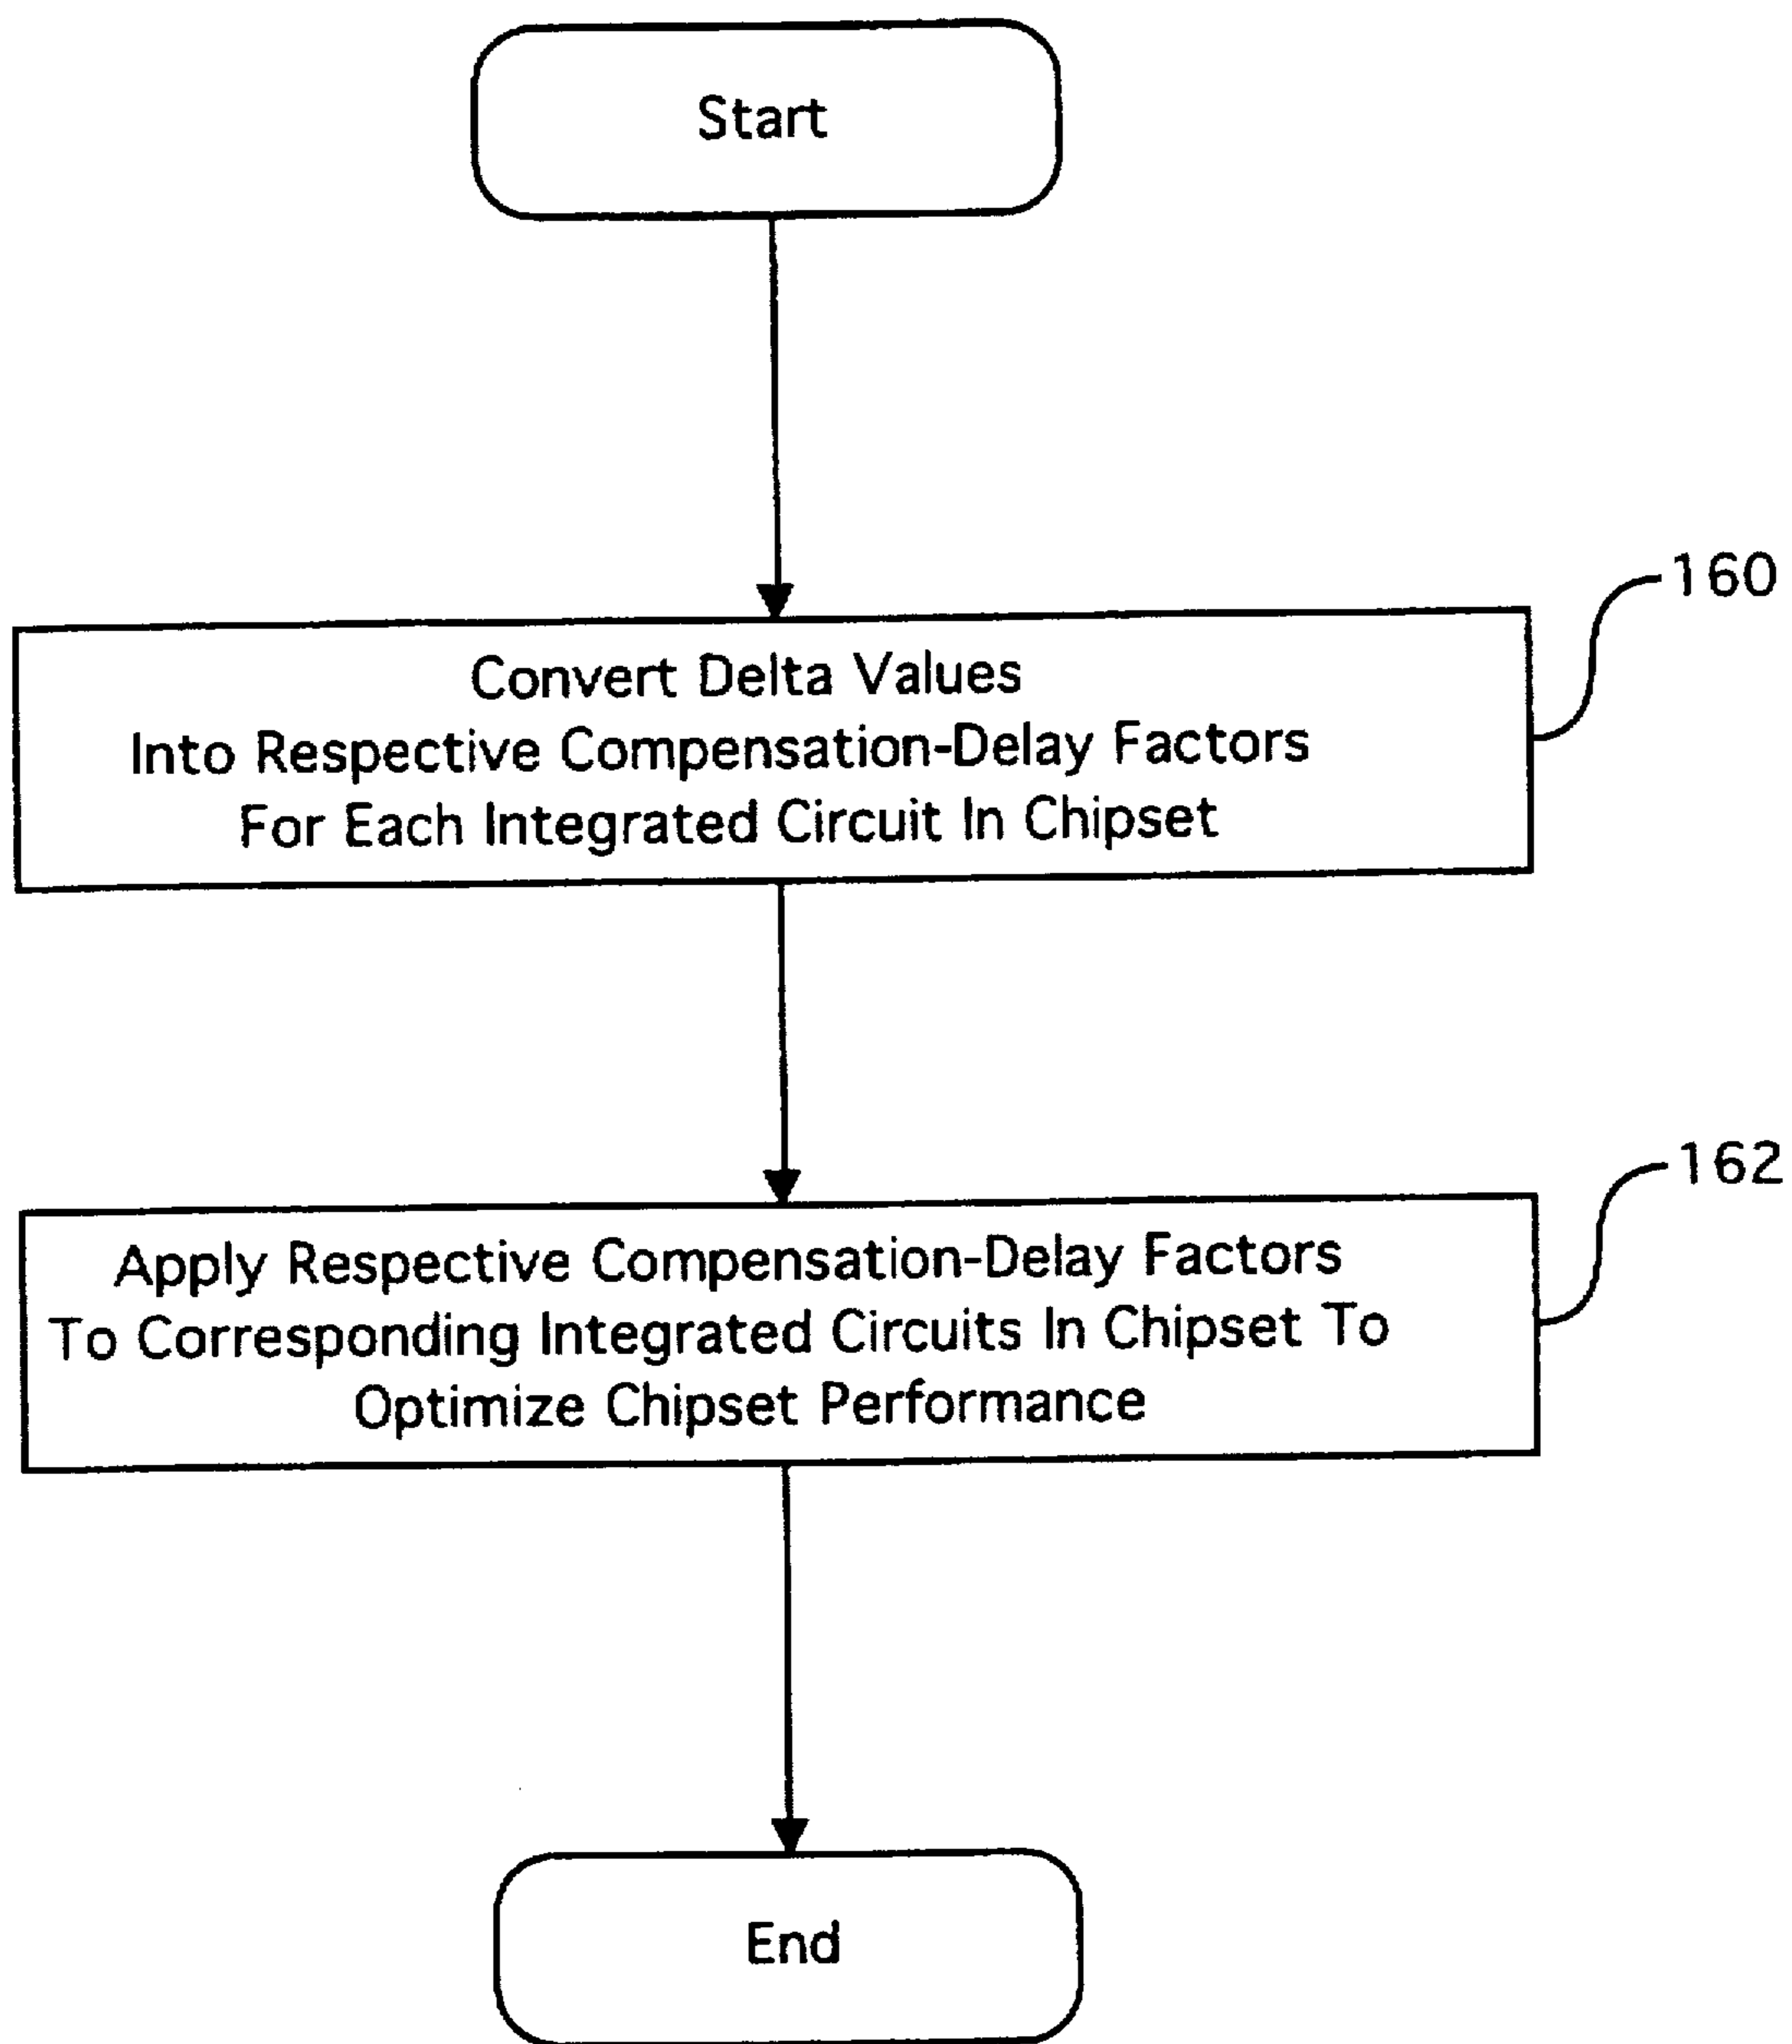 Start
160
Convert Delta Values
Into Respective Compensation-Delay Factors
For Each Integrated Circuit In Chipset
162
Apply Respective Compensation-Delay Factors
To Corresponding Integrated Circuits In Chipset To
Optimize Chipset Performance
End